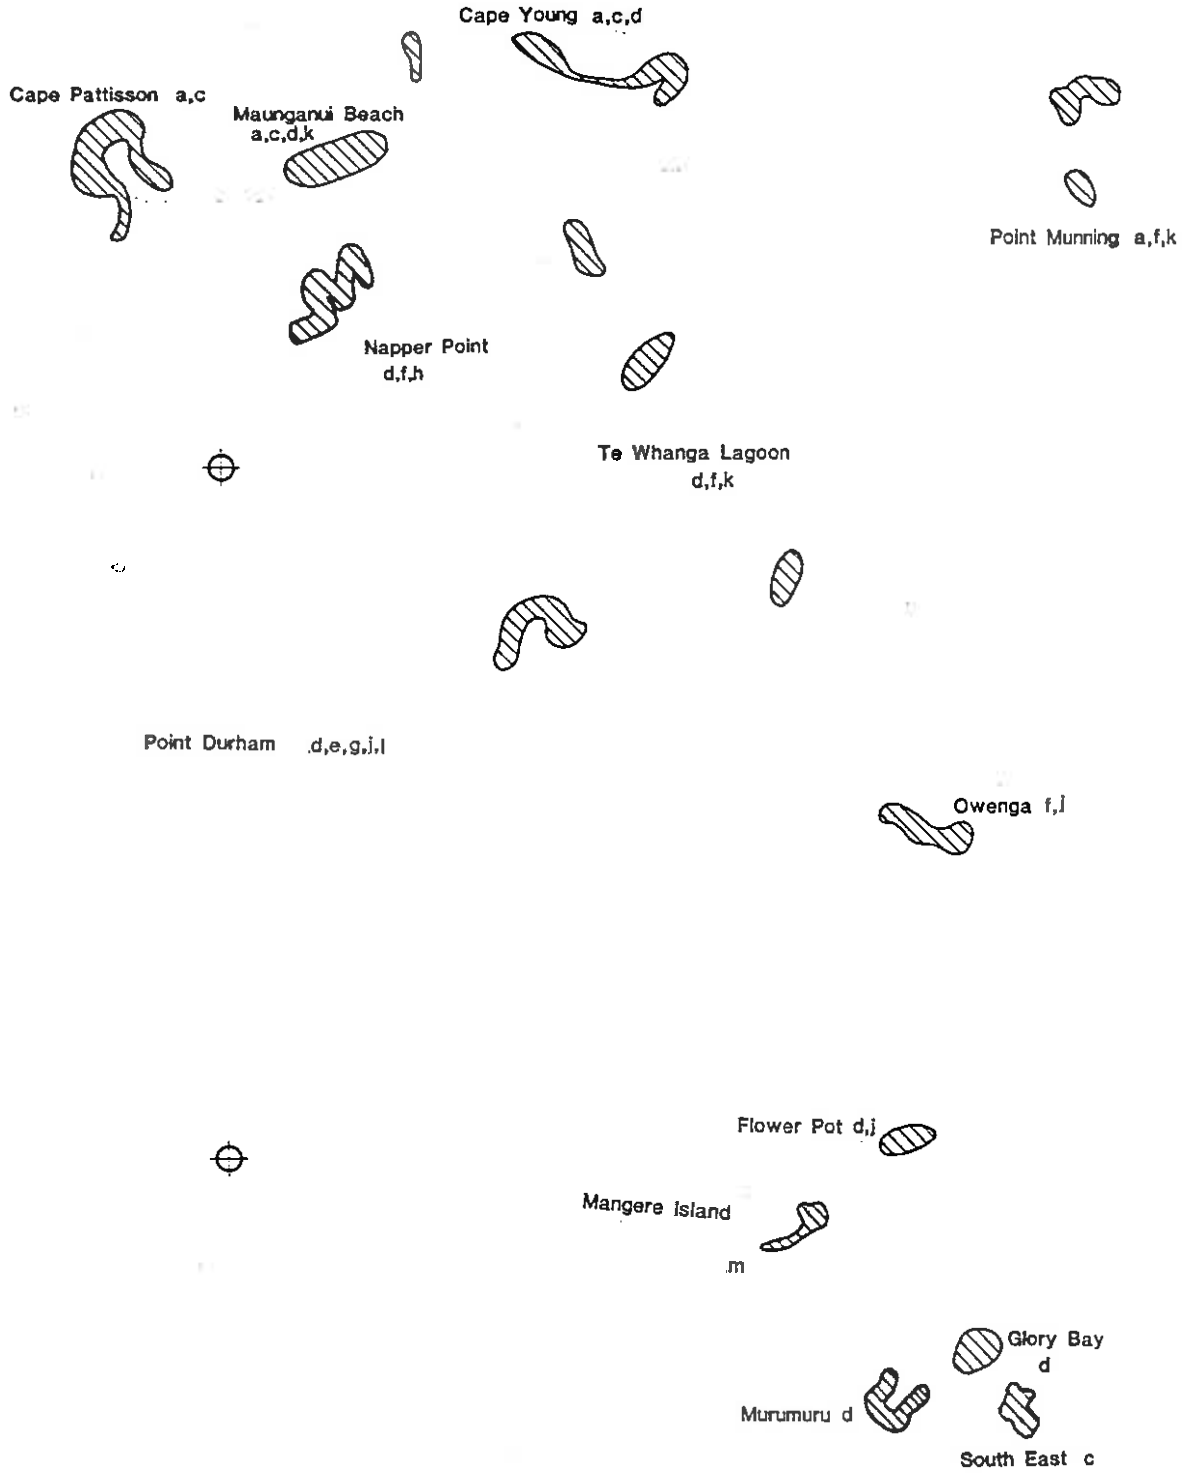 Cape Young a,c,d
Cape Pattisson a,c
Maunganui Beach
a,c,d,k
Point Munning a,f,k
Napper Point
d,f,h
Te Whanga Lagoon
d,f,k
Point Durham d,e,g,j,l
Owenga f,j
Flower Pot d,j
Mangere Island
m
Glory Bay
d
Murumuru d
South East c